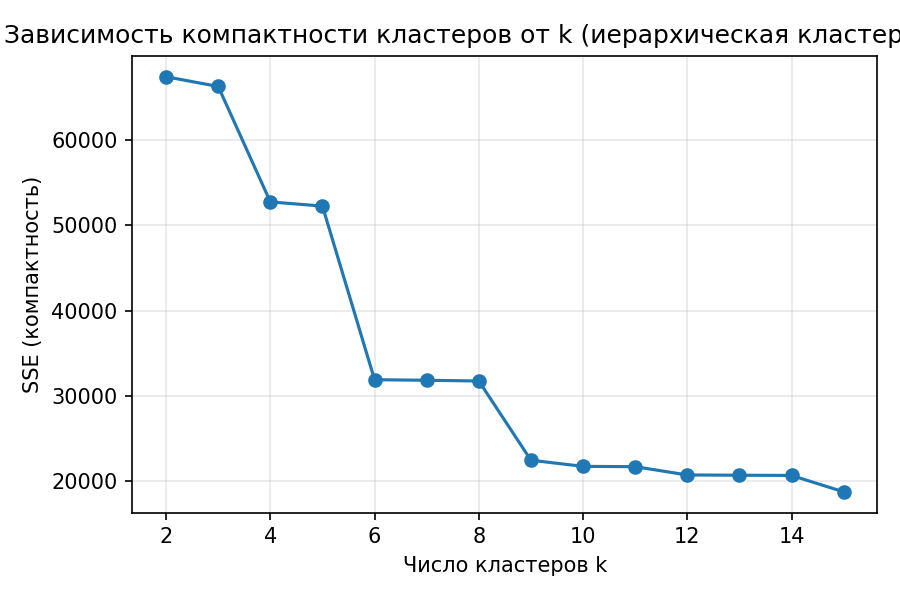 Зависимость компактности кластеров от k (иерархическая кластер
60000
50000
40000
30000
20000
SSE (компактность)
2 4 6 8 10 12 14
Число кластеров k